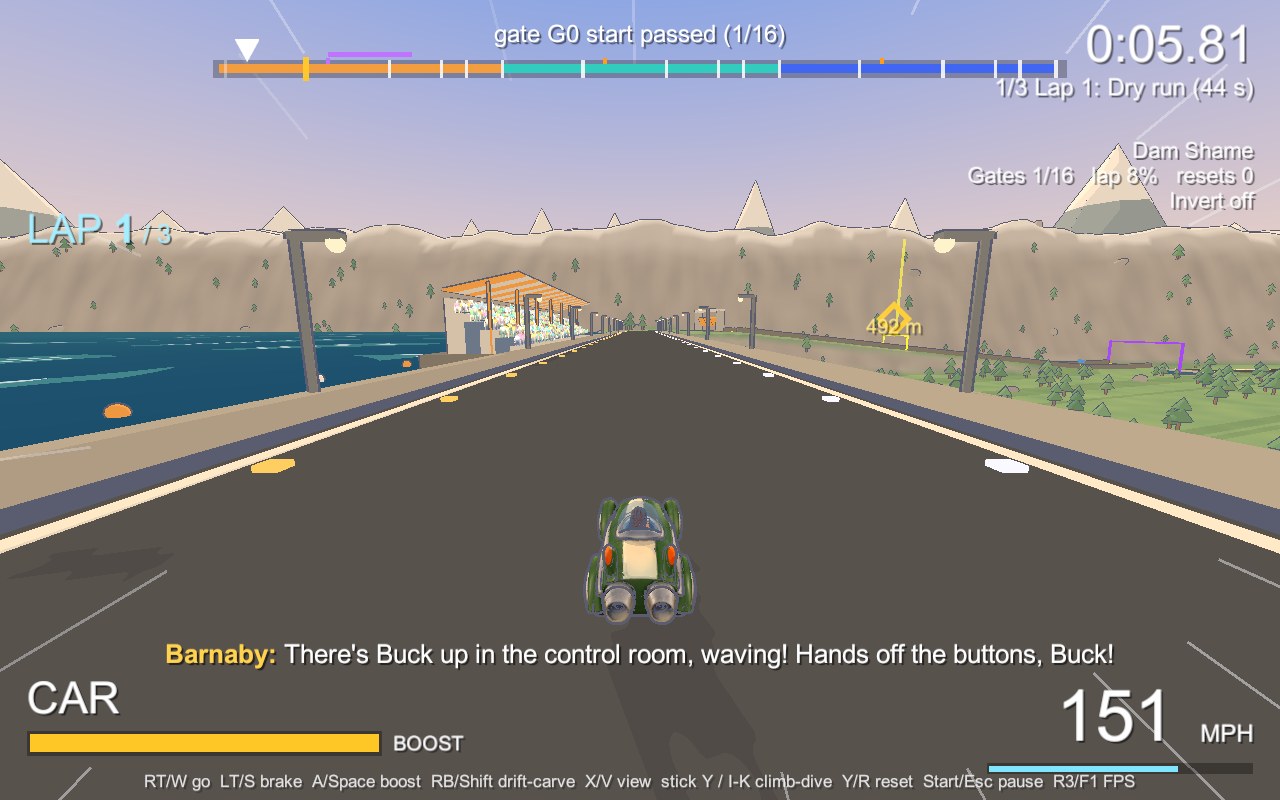 gate G0 start passed (1/16)
0:05.81
1/3 Lap 1: Dry run (44 s)
Dam Shame
Gates 1/16 lap 8% resets 0
Invert off
LAP 1 / 3
492 m
Barnaby: There's Buck up in the control room, waving! Hands off the buttons, Buck!
CAR
BOOST
151 MPH
RT/W go LT/S brake A/Space boost RB/Shift drift-carve X/V view stick Y / I-K climb-dive Y/R reset Start/Esc pause R3/F1 FPS